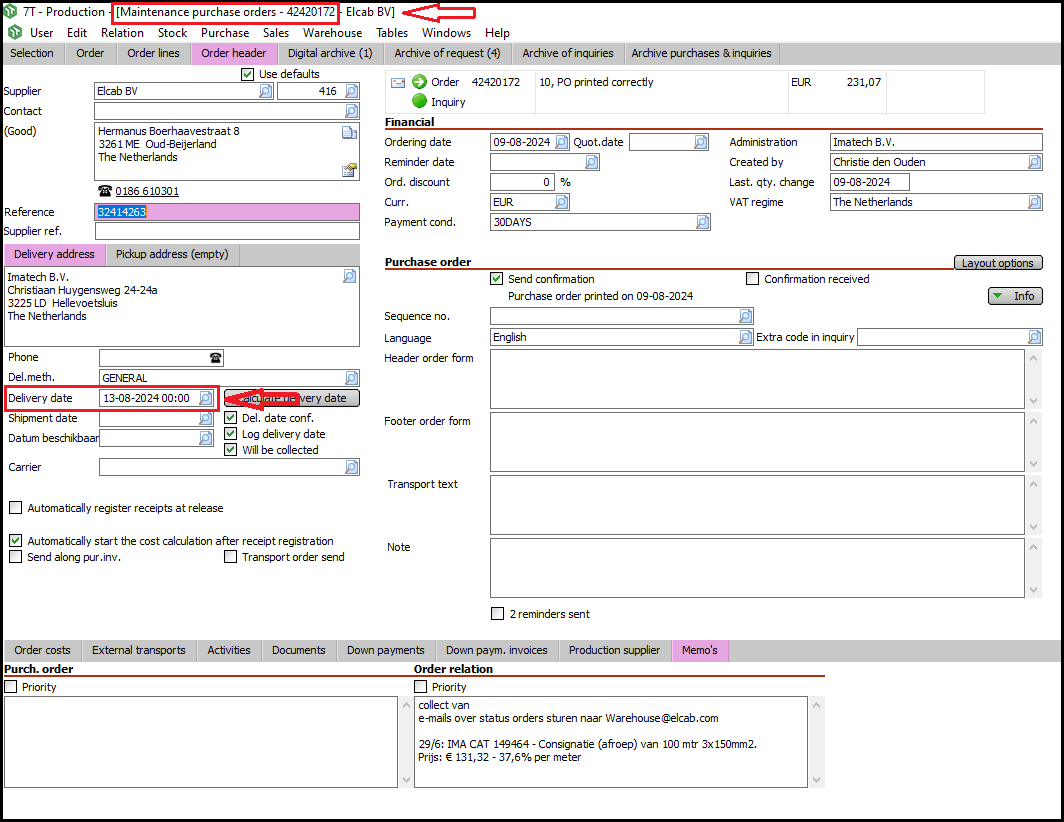 7T - Production - [Maintenance purchase orders - 42420172 - Elcab BV]
User Edit Relation Stock Purchase Sales Warehouse Tables Windows Help
Selection Order Order lines Order header Digital archive (1) Archive of request (4) Archive of inquiries Archive purchases & inquiries
Use defaults
Supplier Elcab BV 416
Contact
(Good) Hermanus Boerhaavestraat 8
3261 ME Oud-Beijerland
The Netherlands
0186 610301
Reference 32414263
Supplier ref.
Delivery address Pickup address (empty)
Imatech B.V.
Christiaan Huygensweg 24-24a
3225 LD Hellevoetsluis
The Netherlands
Phone
Del.meth. GENERAL
Delivery date 13-08-2024 00:00 Calculate delivery date
Shipment date Del. date conf.
Datum beschikbaar Log delivery date
Will be collected
Carrier
Automatically register receipts at release
Automatically start the cost calculation after receipt registration
Send along pur.inv. Transport order send
Order 42420172 10, PO printed correctly EUR 231,07
Inquiry
Financial
Ordering date 09-08-2024 Quot.date Administration Imatech B.V.
Reminder date Created by Christie den Ouden
Ord. discount 0 % Last. qty. change 09-08-2024
Curr. EUR VAT regime The Netherlands
Payment cond. 30DAYS
Purchase order Layout options
Send confirmation Confirmation received
Purchase order printed on 09-08-2024 Info
Sequence no.
Language English Extra code in inquiry
Header order form
Footer order form
Transport text
Note
2 reminders sent
Order costs External transports Activities Documents Down payments Down paym. invoices Production supplier Memo's
Purch. order Order relation
Priority Priority
collect van
e-mails over status orders sturen naar Warehouse@elcab.com
29/6: IMA CAT 149464 - Consignatie (afroep) van 100 mtr 3x150mm2.
Prijs: € 131,32 - 37,6% per meter